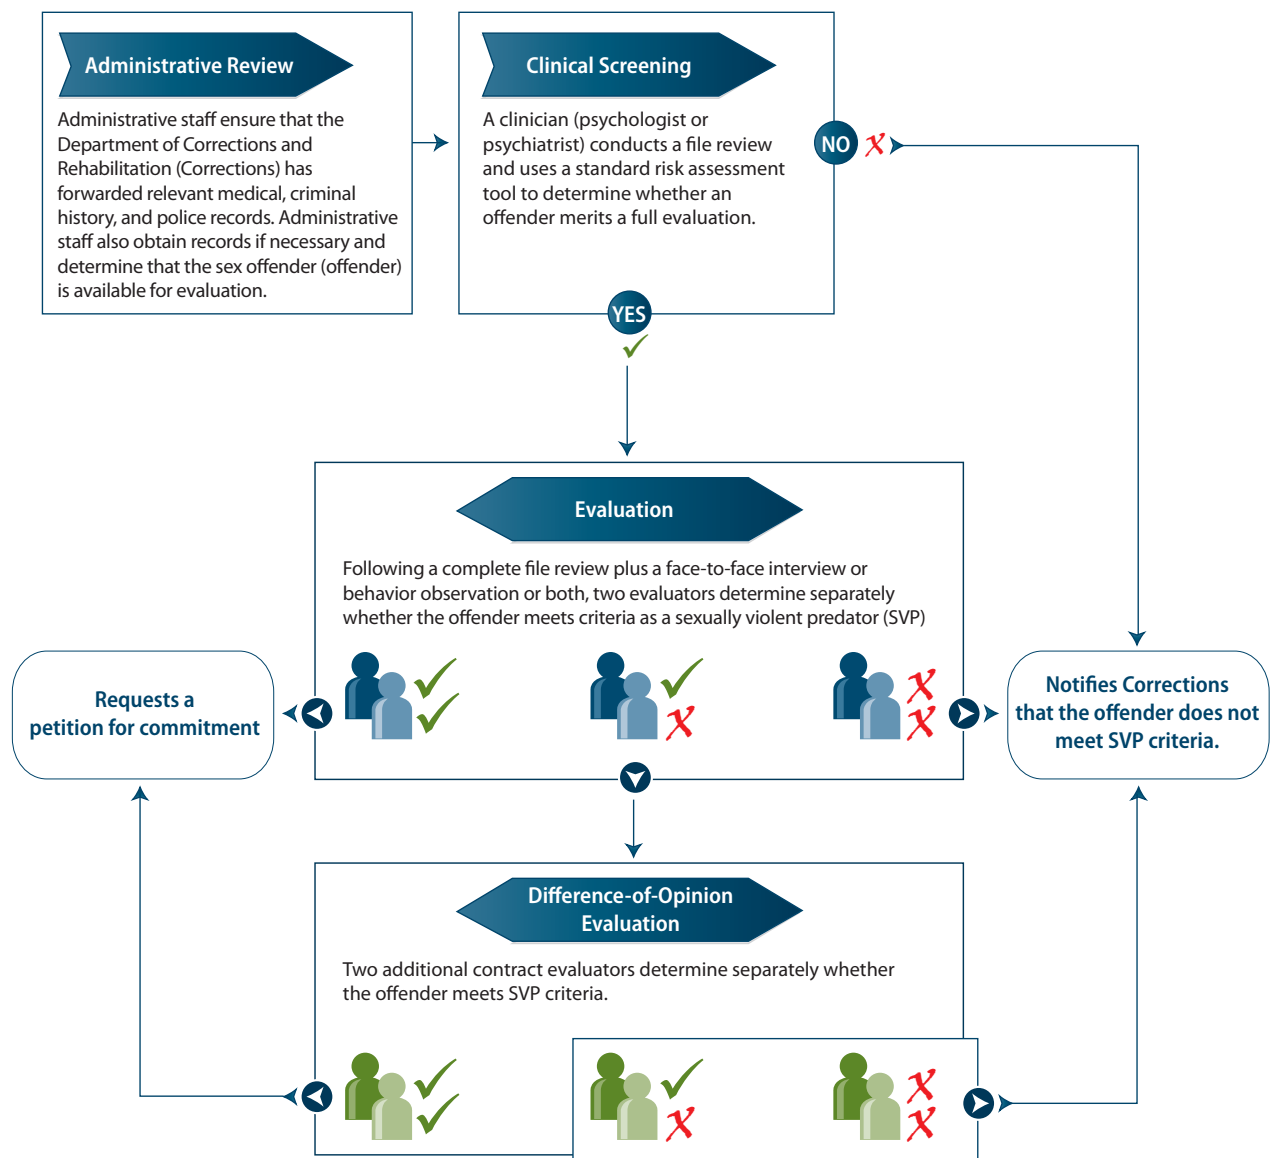 Administrative Review
Administrative staff ensure that the
Department of Corrections and
Rehabilitation (Corrections) has
forwarded relevant medical, criminal
history, and police records. Administrative
staff also obtain records if necessary and
determine that the sex offender (offender)
is available for evaluation.
Clinical Screening
A clinician (psychologist or
psychiatrist) conducts a file review
and uses a standard risk assessment
tool to determine whether an
offender merits a full evaluation.
NO
YES
Evaluation
Following a complete file review plus a face-to-face interview or
behavior observation or both, two evaluators determine separately
whether the offender meets criteria as a sexually violent predator (SVP)
Requests a
petition for commitment
Notifies Corrections
that the offender does not
meet SVP criteria.
Difference-of-Opinion
Evaluation
Two additional contract evaluators determine separately whether
the offender meets SVP criteria.